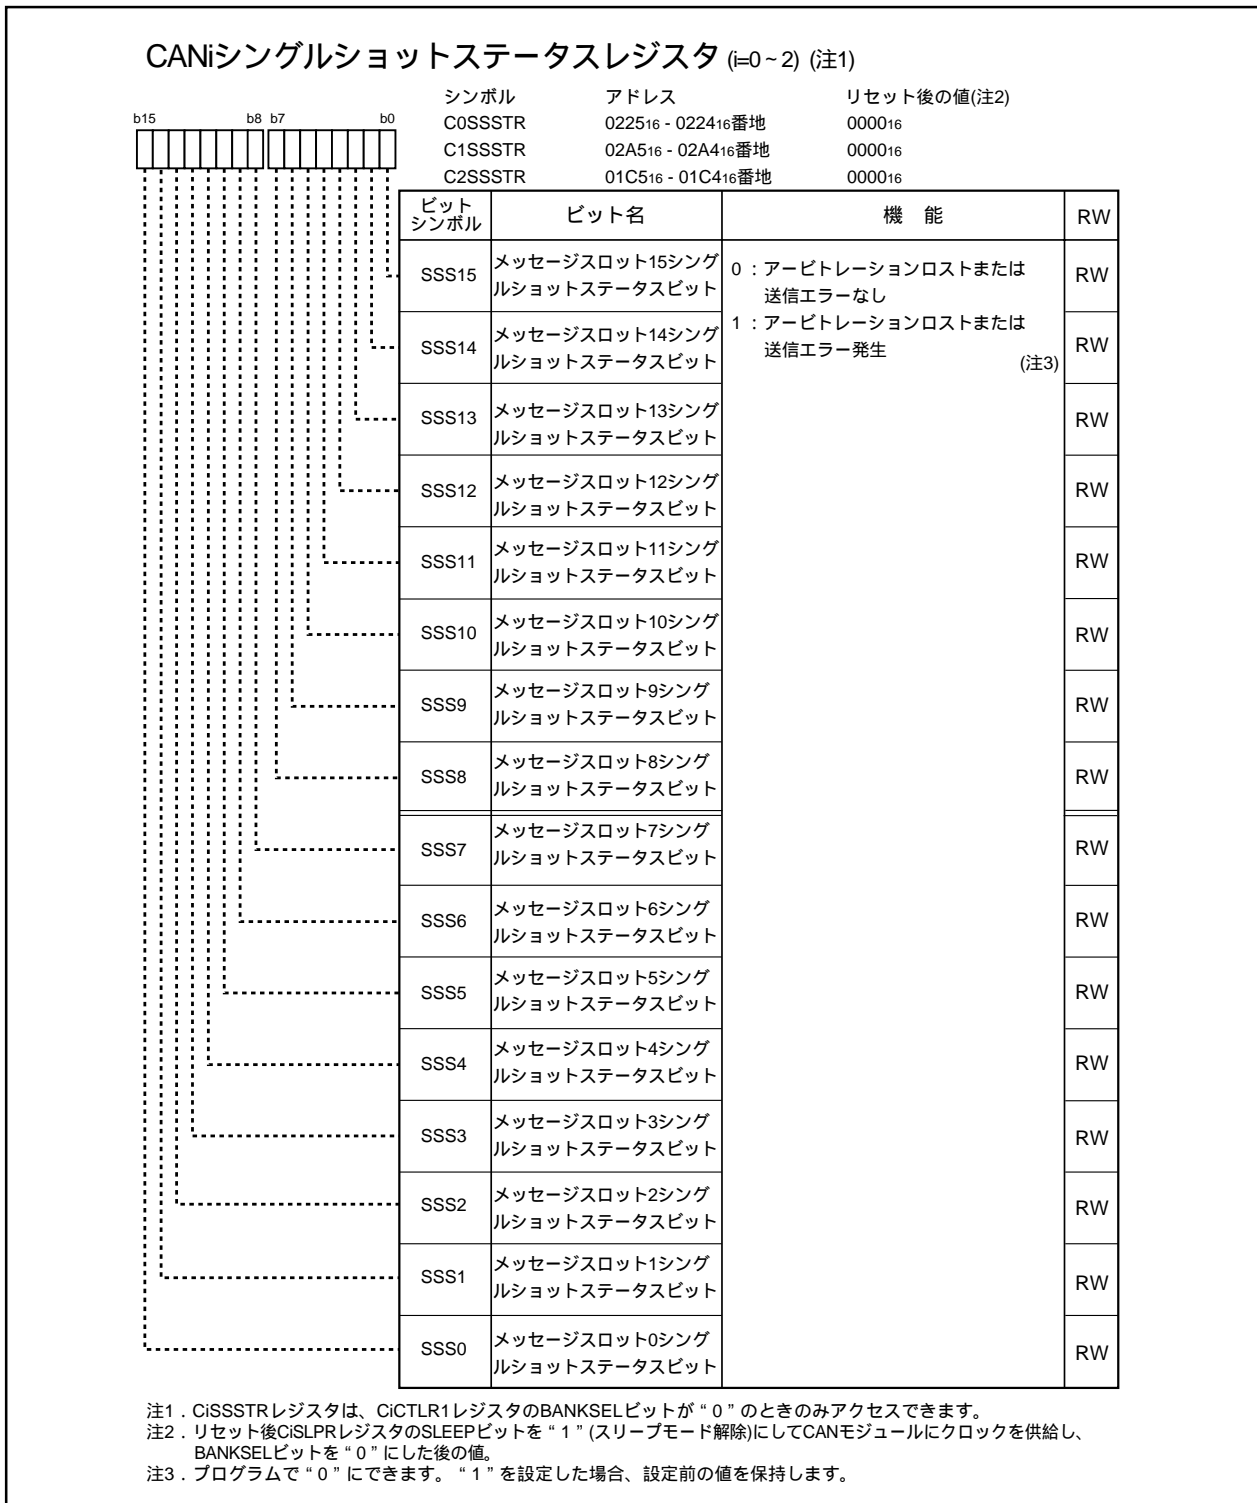 CANiシングルショットステータスレジスタ (i=0~2) (注1)
シンボル アドレス リセット後の値(注2)
C0SSSTR 022516 - 022416番地 000016
C1SSSTR 02A516 - 02A416番地 000016
C2SSSTR 01C516 - 01C416番地 000016
b15 b8 b7 b0
ビット
シンボル ビット名 機 能 RW
SSS15 メッセージスロット15シング
ルショットステータスビット RW
0 :アービトレーションロストまたは
送信エラーなし
1 :アービトレーションロストまたは
送信エラー発生
(注3)
SSS14 メッセージスロット14シング
ルショットステータスビット RW
SSS13 メッセージスロット13シング
ルショットステータスビット RW
SSS12 メッセージスロット12シング
ルショットステータスビット RW
SSS11 メッセージスロット11シング
ルショットステータスビット RW
SSS10 メッセージスロット10シング
ルショットステータスビット RW
SSS9 メッセージスロット9シング
ルショットステータスビット RW
SSS8 メッセージスロット8シング
ルショットステータスビット RW
SSS7 メッセージスロット7シング
ルショットステータスビット RW
SSS6 メッセージスロット6シング
ルショットステータスビット RW
SSS5 メッセージスロット5シング
ルショットステータスビット RW
SSS4 メッセージスロット4シング
ルショットステータスビット RW
SSS3 メッセージスロット3シング
ルショットステータスビット RW
SSS2 メッセージスロット2シング
ルショットステータスビット RW
SSS1 メッセージスロット1シング
ルショットステータスビット RW
SSS0 メッセージスロット0シング
ルショットステータスビット RW
注1.CiSSSTRレジスタは、CiCTLR1レジスタのBANKSELビットが“0”のときのみアクセスできます。
注2.リセット後CiSLPRレジスタのSLEEPビットを“1”(スリープモード解除)にしてCANモジュールにクロックを供給し、
BANKSELビットを“0”にした後の値。
注3.プログラムで“0”にできます。“1”を設定した場合、設定前の値を保持します。